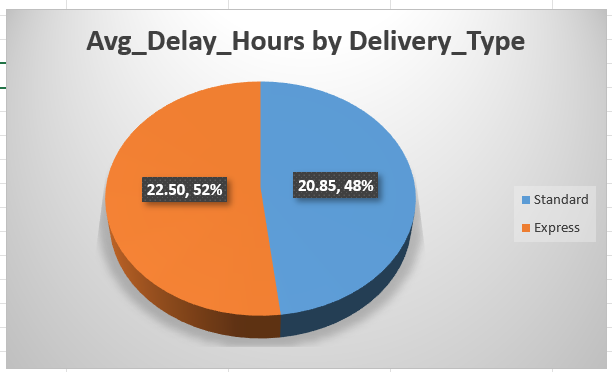 Avg_Delay_Hours by Delivery_Type
22.50, 52%
20.85, 48%
Standard
Express